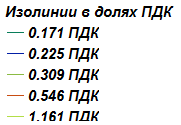 Изолинии в долях ПДК
0.171 ПДК
0.225 ПДК
0.309 ПДК
0.546 ПДК
1.161 ПДК